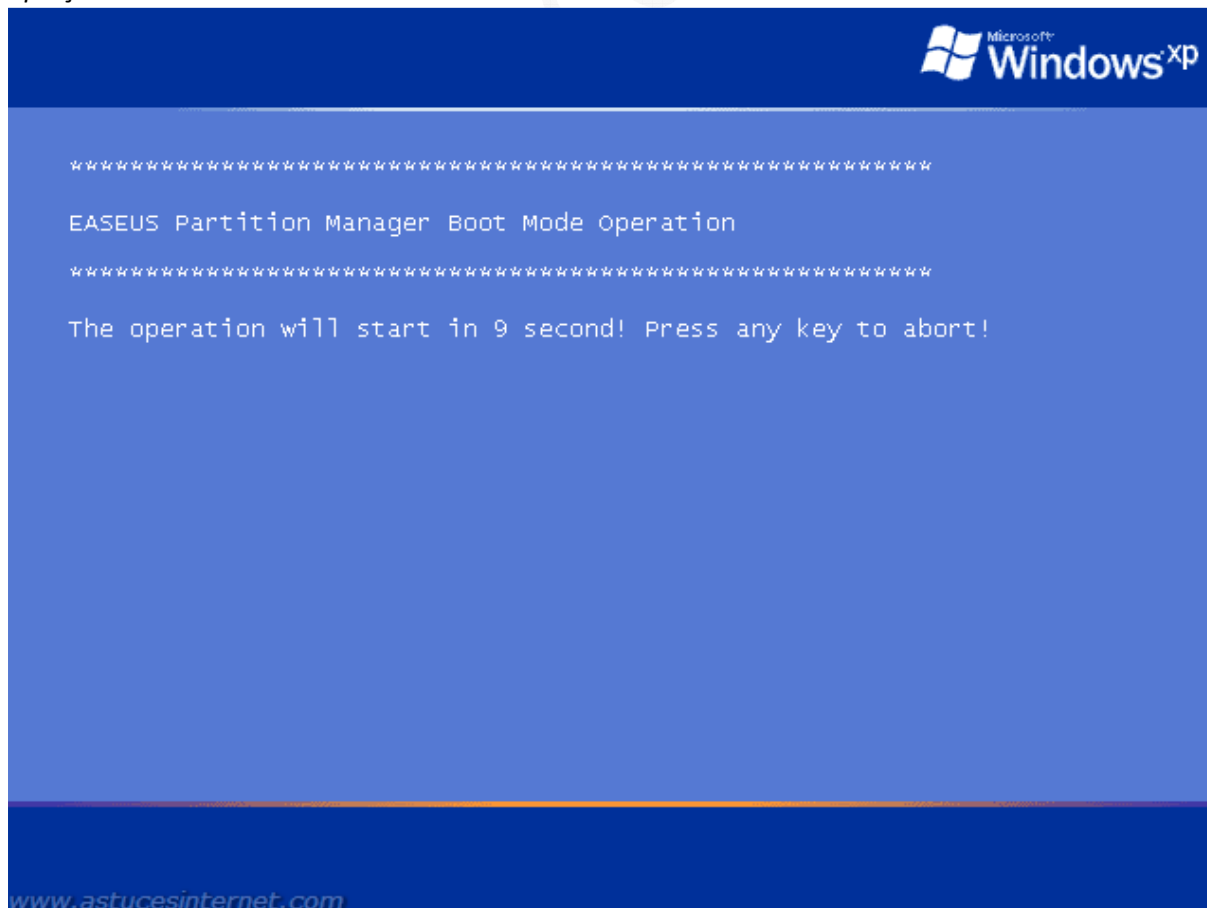 Microsoft
Windows xp
*********************************************************
EASEUS Partition Manager Boot Mode Operation
*********************************************************
The operation will start in 9 second! Press any key to abort!
www.astucesinternet.com